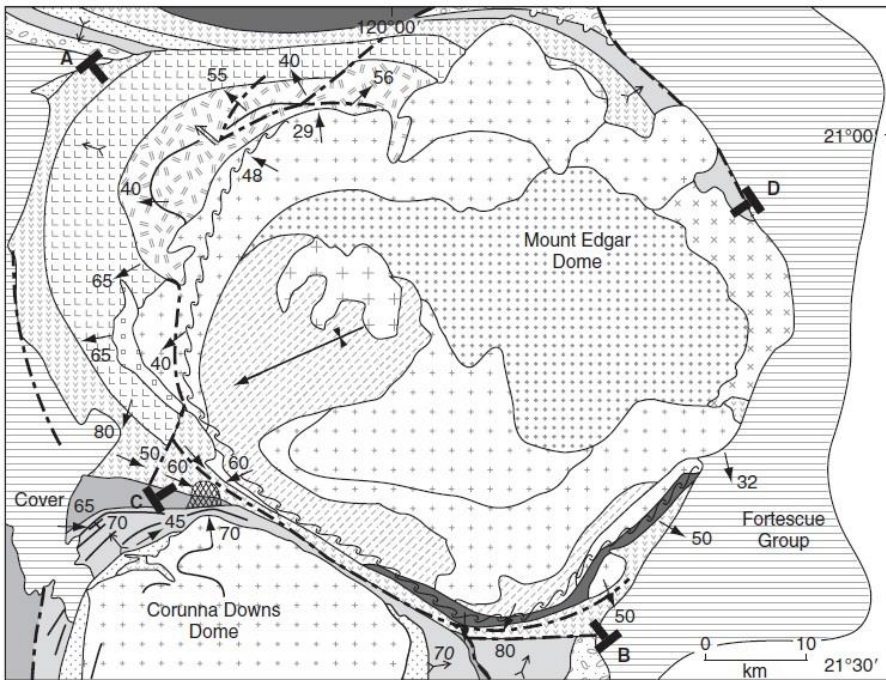 120°00'
A
40
55
56
29
21°00'
48
40
D
Mount Edgar
Dome
65
65
40
80
50
60
60
32
Cover
65
C
70
45
70
50
Fortescue
Group
Corunna Downs
Dome
50
B
70
80
0
10
km
21°30'